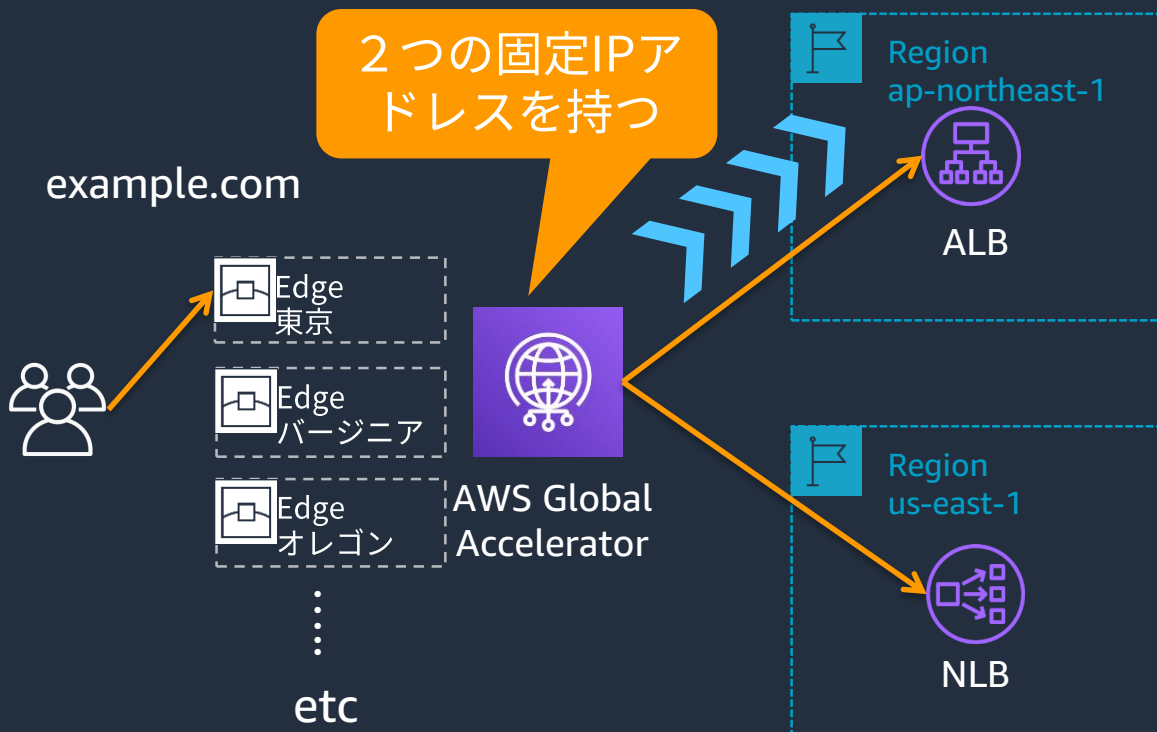 ２つの固定IPア
ドレスを持つ
Region
ap-northeast-1
ALB
example.com
Edge
東京
Edge
バージニア
Edge
オレゴン
etc
AWS Global
Accelerator
Region
us-east-1
NLB